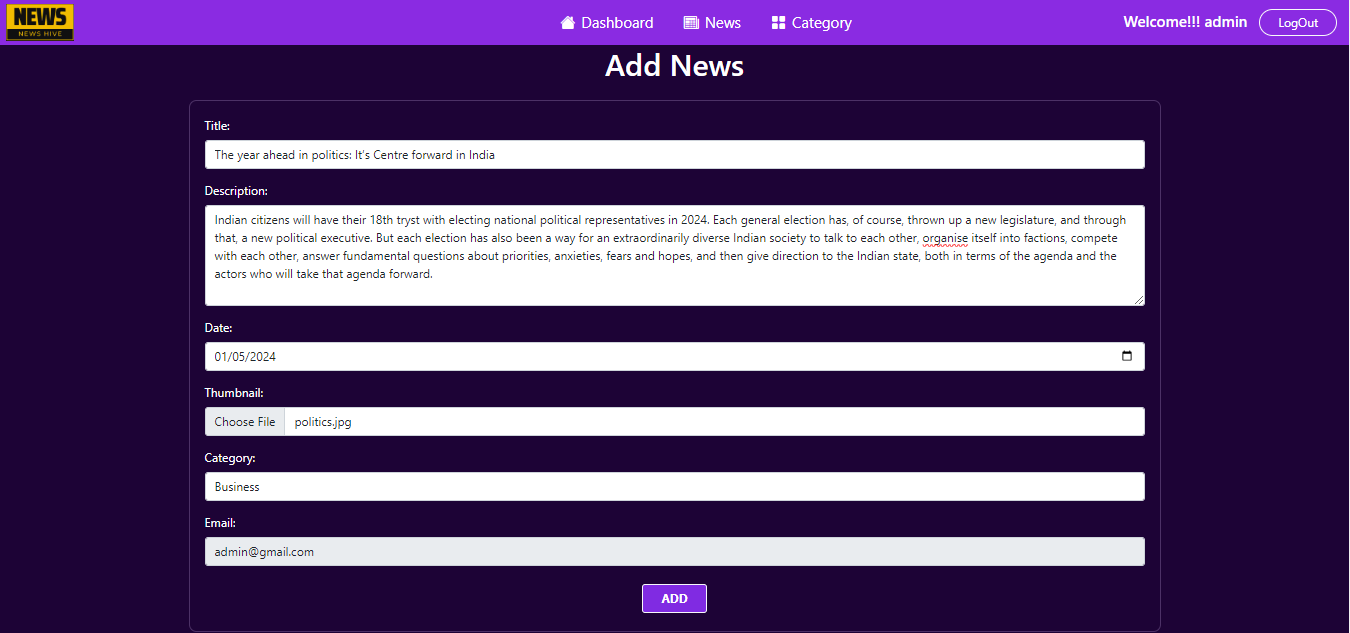 NEWS
NEWS HIVE
Dashboard
News
Category
Welcome!!! admin
LogOut
Add News
Title:
The year ahead in politics: It's Centre forward in India
Description:
Indian citizens will have their 18th tryst with electing national political representatives in 2024. Each general election has, of course, thrown up a new legislature, and through
that, a new political executive. But each election has also been a way for an extraordinarily diverse Indian society to talk to each other, organise itself into factions, compete
with each other, answer fundamental questions about priorities, anxieties, fears and hopes, and then give direction to the Indian state, both in terms of the agenda and the
actors who will take that agenda forward.
Date:
01/05/2024
Thumbnail:
Choose File
politics.jpg
Category:
Business
Email:
admin@gmail.com
ADD